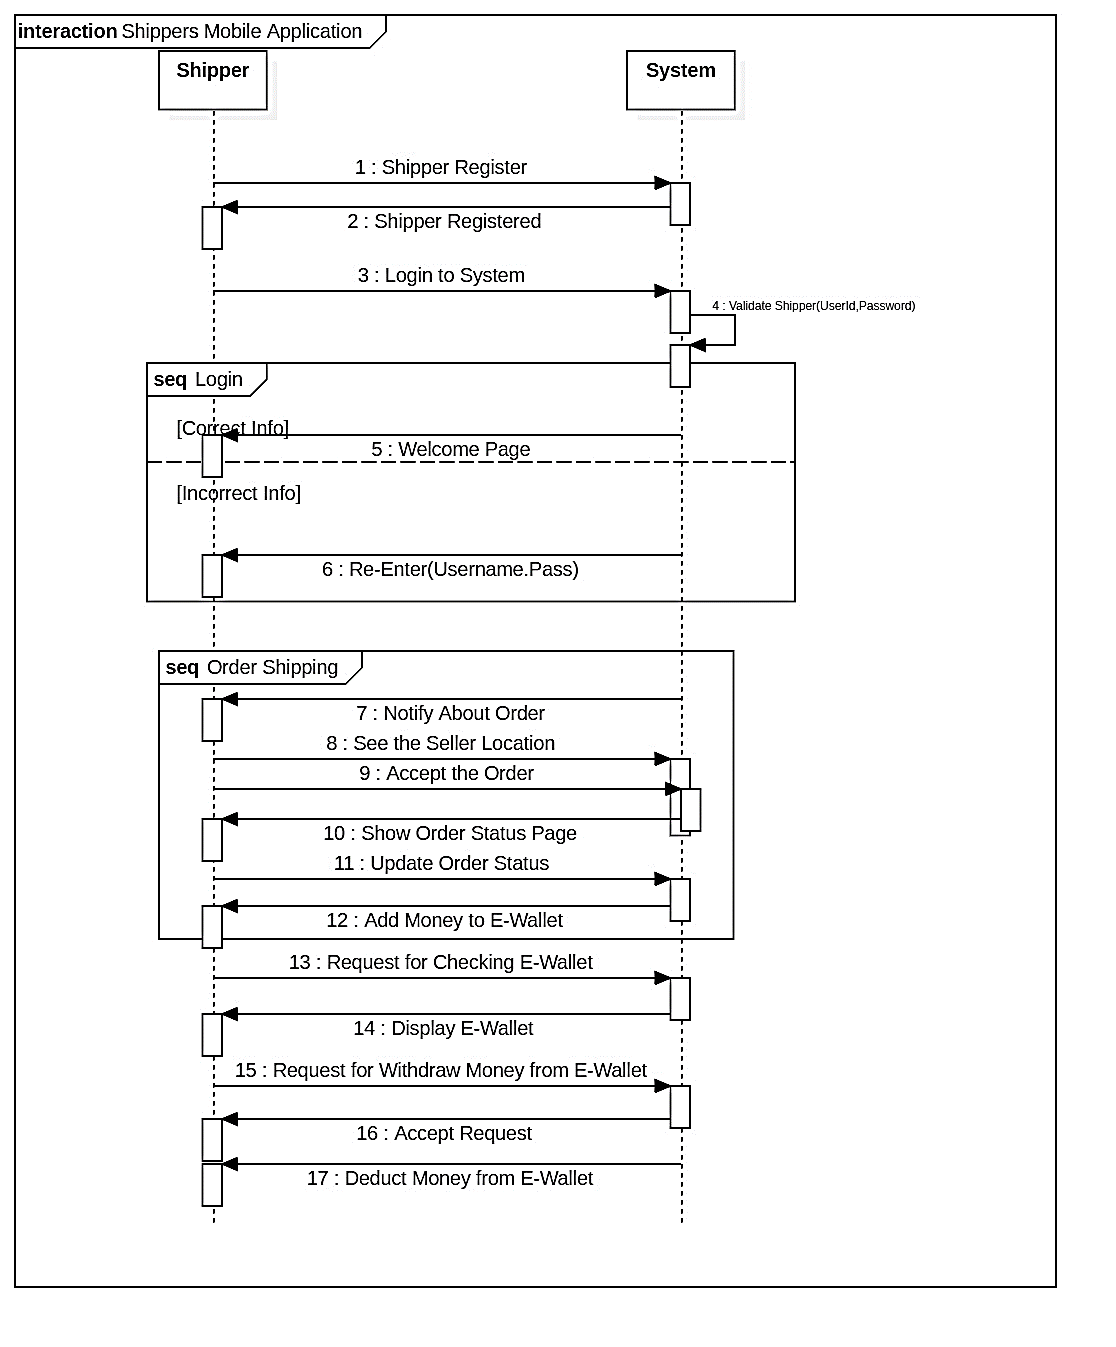 interaction Shippers Mobile Application
Shipper
System
1 : Shipper Register
2 : Shipper Registered
3 : Login to System
4 : Validate Shipper(UserId,Password)
seq Login
[Correct Info]
5 : Welcome Page
[Incorrect Info]
6 : Re-Enter(Username.Pass)
seq Order Shipping
7 : Notify About Order
8 : See the Seller Location
9 : Accept the Order
10 : Show Order Status Page
11 : Update Order Status
12 : Add Money to E-Wallet
13 : Request for Checking E-Wallet
14 : Display E-Wallet
15 : Request for Withdraw Money from E-Wallet
16 : Accept Request
17 : Deduct Money from E-Wallet